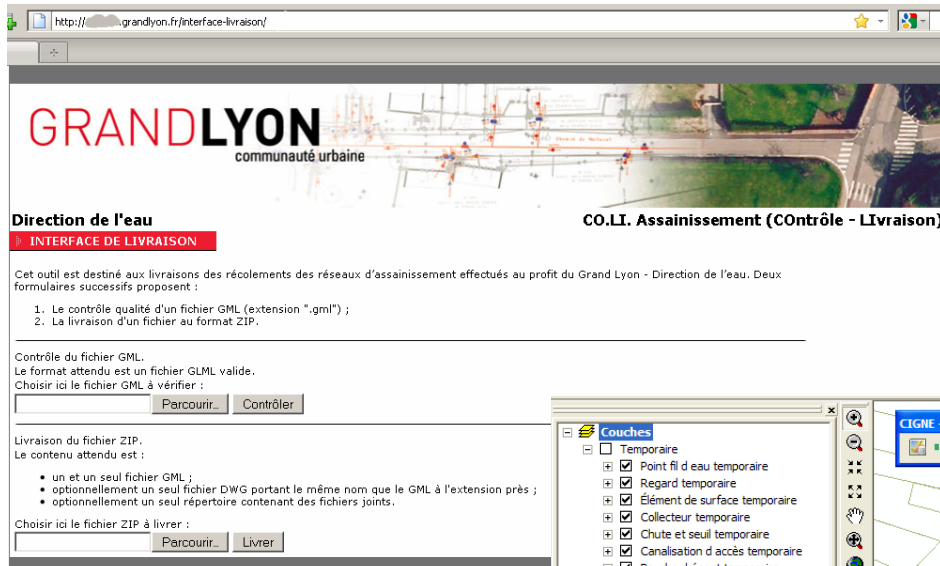 http:// .grandlyon.fr/interface-livraison/
GRANDLYON
communauté urbaine
Direction de l'eau
CO.LI. Assainissement (COntrôle - LIvraison)
INTERFACE DE LIVRAISON
Cet outil est destiné aux livraisons des récolements des réseaux d'assainissement effectués au profit du Grand Lyon - Direction de l'eau. Deux
formulaires successifs proposent :
1. Le contrôle qualité d'un fichier GML (extension ".gml") ;
2. La livraison d'un fichier au format ZIP.
Contrôle du fichier GML.
Le format attendu est un fichier GLML valide.
Choisir ici le fichier GML à vérifier :
Parcourir... Contrôler
Livraison du fichier ZIP.
Le contenu attendu est :
• un et un seul fichier GML ;
• optionnellement un seul fichier DWG portant le même nom que le GML à l'extension près ;
• optionnellement un seul répertoire contenant des fichiers joints.
Choisir ici le fichier ZIP à livrer :
Parcourir... Livrer
Couches
Temporaire
Point fil d eau temporaire
Regard temporaire
Élément de surface temporaire
Collecteur temporaire
Chute et seuil temporaire
Canalisation d accès temporaire
CIGNE -